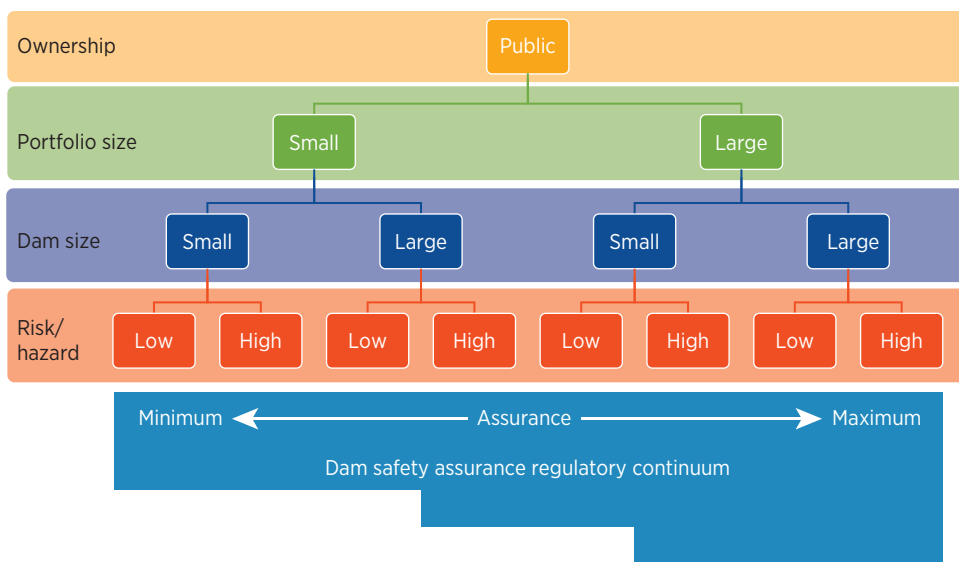 Ownership
Public
Portfolio size
Small
Large
Dam size
Small
Large
Small
Large
Risk/
hazard
Low
High
Low
High
Low
High
Low
High
Minimum
Assurance
Maximum
Dam safety assurance regulatory continuum